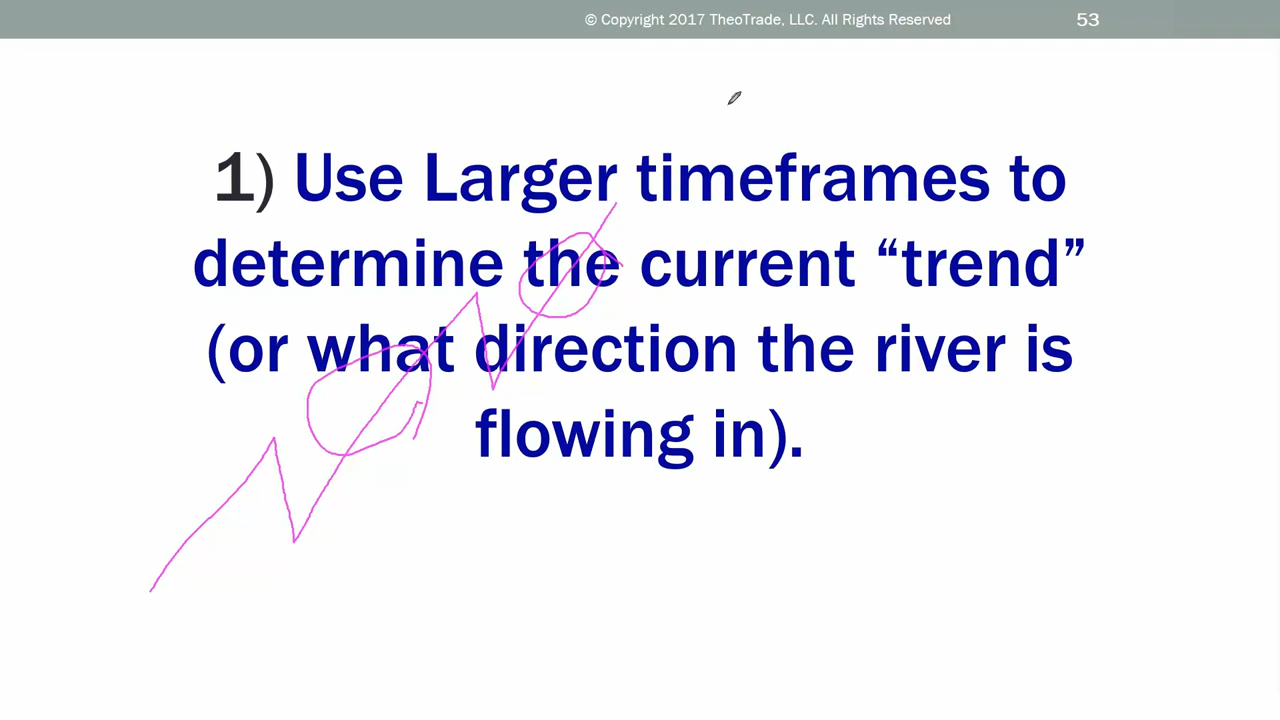 © Copyright 2017 TheoTrade, LLC. All Rights Reserved
53
1) Use Larger timeframes to
determine the current “trend”
(or what direction the river is
flowing in).